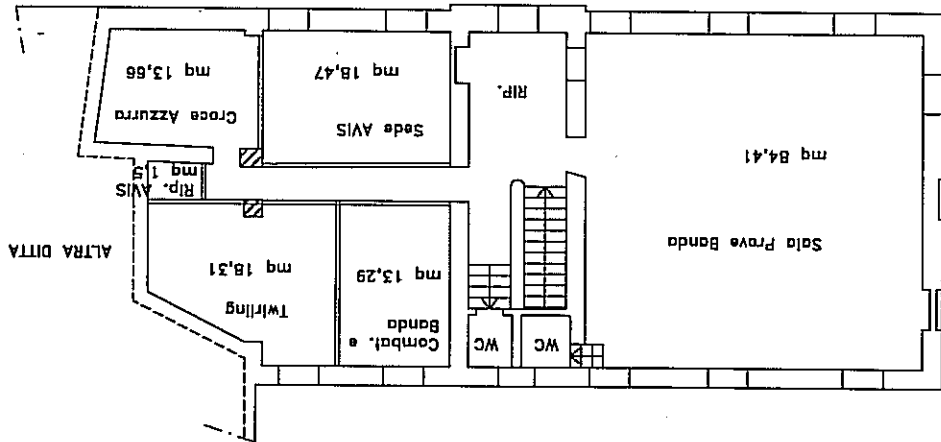 WC
WC
Combat. e
Banda
mq 13,29
Twirling
mq 18,31
Sala Prove Banda
mq 84,41
ALTRA DITTA
Rip. AVIS
mq 1,5
RIP.
Sede AVIS
mq 18,47
Croce Azzurra
mq 13,66